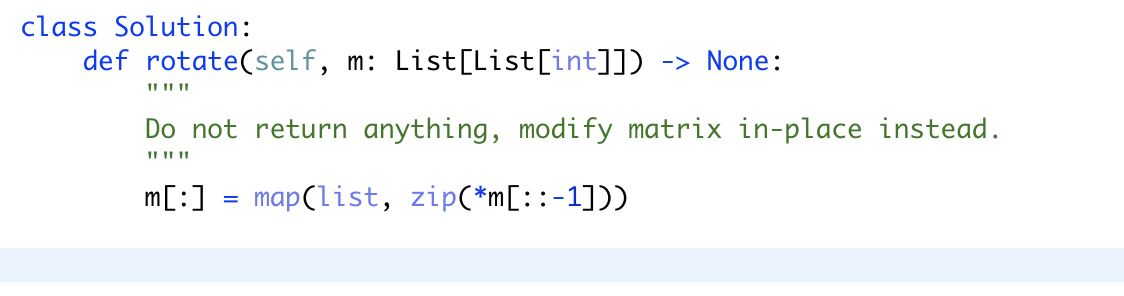 class Solution:
    def rotate(self, m: List[List[int]]) -> None:
        """
        Do not return anything, modify matrix in-place instead.
        """
        m[:] = map(list, zip(*m[::-1]))